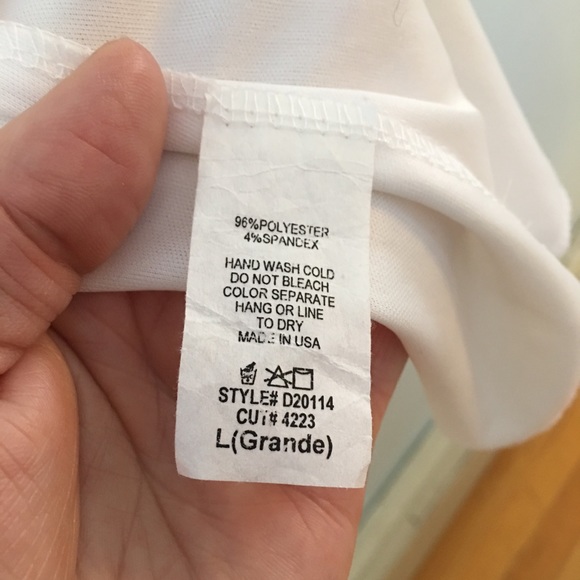 96%POLYESTER
4%SPANDEX
HAND WASH COLD
DO NOT BLEACH
COLOR SEPARATE
HANG OR LINE
TO DRY
MADE IN USA
STYLE# D20114
CUT# 4223
L(Grande)